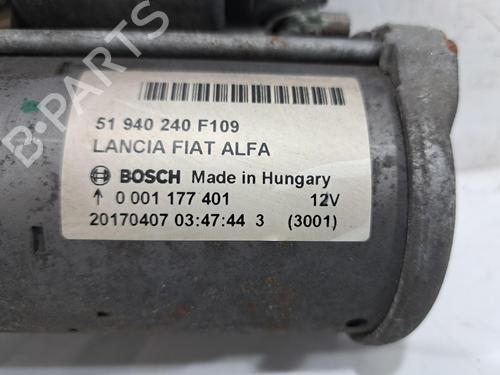 B-PARTS
51 940 240 F109
LANCIA FIAT ALFA
BOSCH Made in Hungary
↑ 0 001 177 401 12V
20170407 03:47:44 3 (3001)